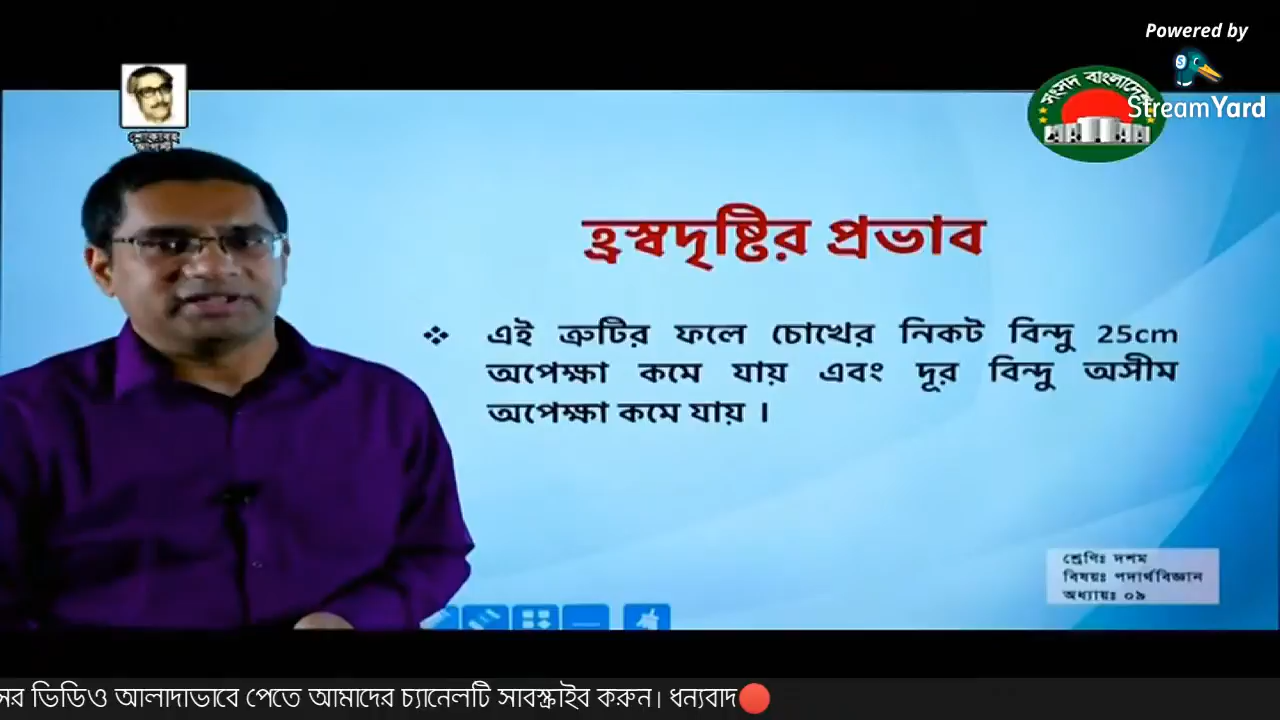 Powered by
StreamYard
সংসদ বাংলাদেশ
হ্রস্বদৃষ্টির প্রভাব
❖ এই ত্রুটির ফলে চোখের নিকট বিন্দু 25cm
অপেক্ষা কমে যায় এবং দূর বিন্দু অসীম
অপেক্ষা কমে যায় ।
শ্রেণিঃ দশম
বিষয়ঃ পদার্থবিজ্ঞান
অধ্যায়ঃ ০৯
ভিডিও আলাদাভাবে পেতে আমাদের চ্যানেলটি সাবস্ক্রাইব করুন। ধন্যবাদ